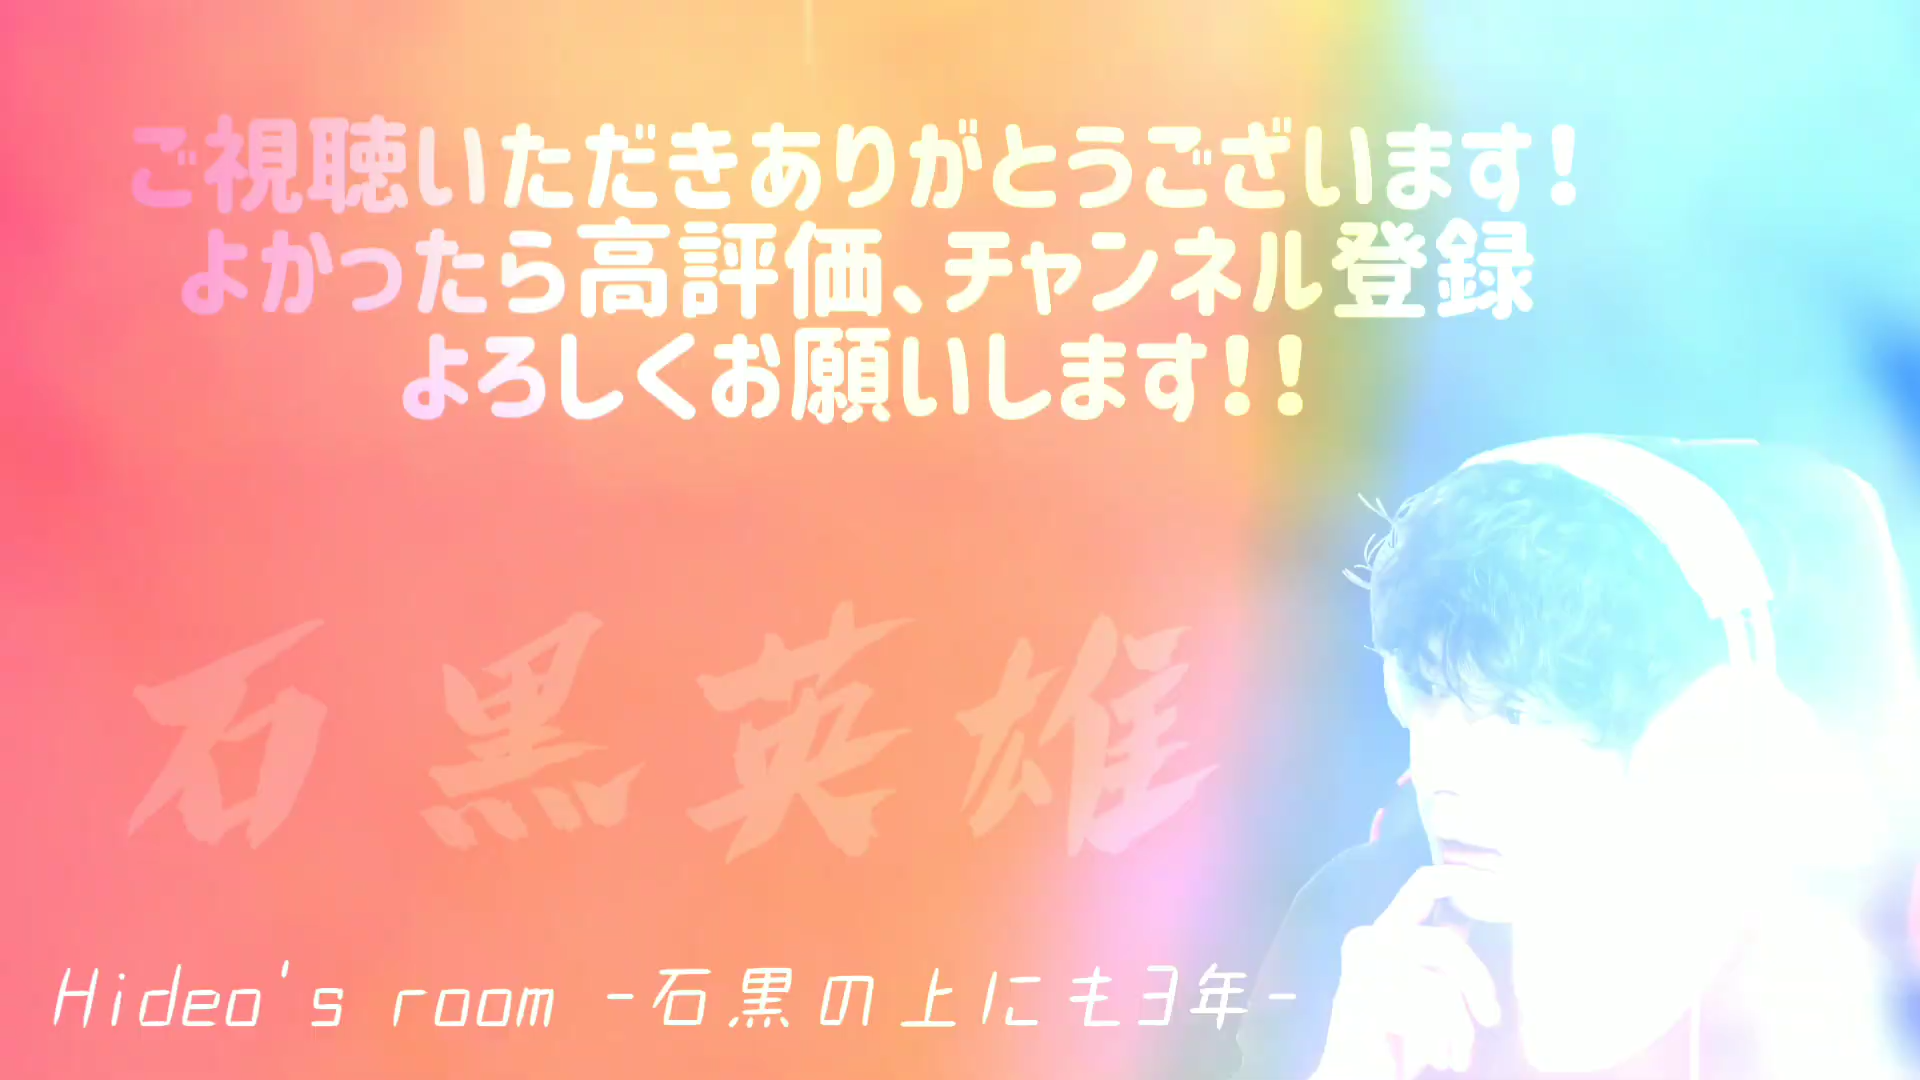 ご視聴いただきありがとうございます!
よかったら高評価、チャンネル登録
よろしくお願いします!!
石黒英雄
Hideo's room -石黒の上にも3年-